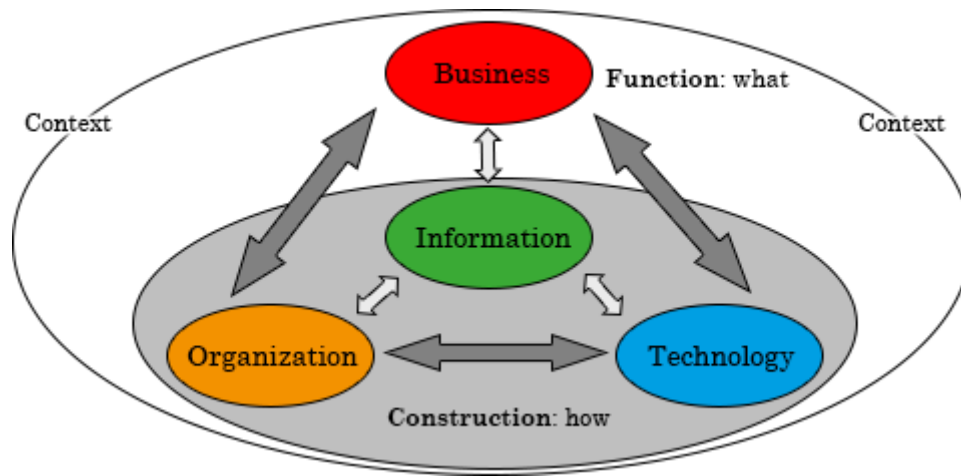 Business
Function: what
Context
Context
Information
Organization
Technology
Construction: how